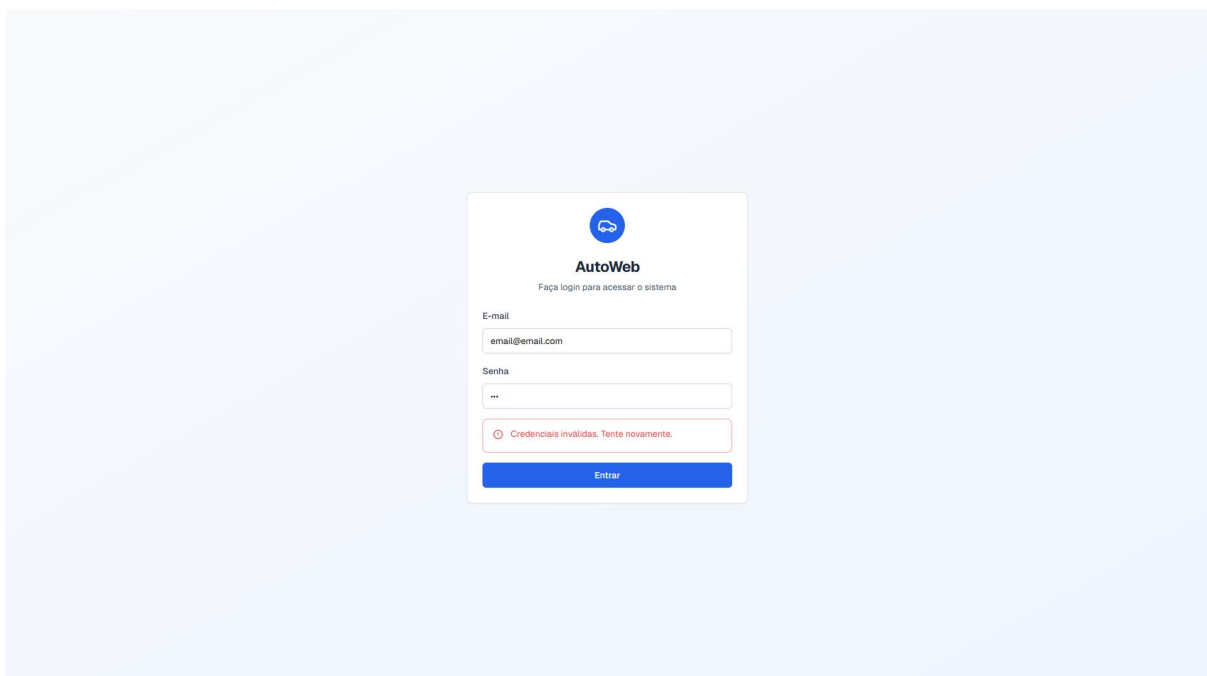 AutoWeb
Faça login para acessar o sistema
E-mail
email@email.com
Senha
•••
Credenciais inválidas. Tente novamente.
Entrar